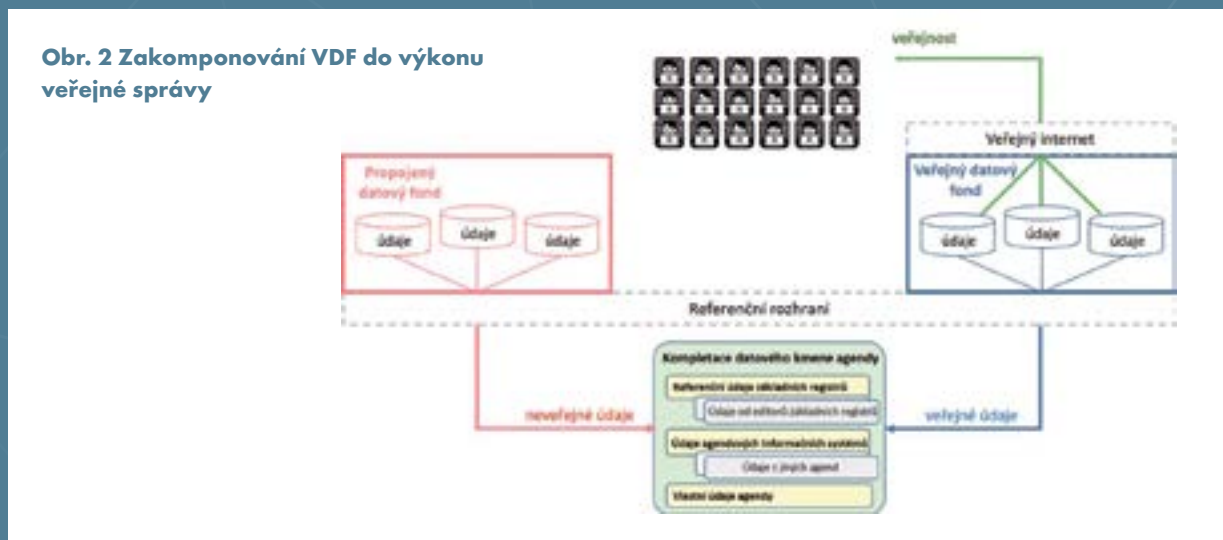 Obr. 2 Zakomponování VDF do výkonu
veřejné správy
veřejnost
Veřejný internet
Propojený
datový fond
údaje
údaje
údaje
Veřejný datový
fond
údaje
údaje
údaje
Referenční rozhraní
Kompletace datového kmene agendy
Referenční údaje základních registrů
Údaje od editorů základních registrů
Údaje agendových informačních systémů
Údaje z jiných agend
Vlastní údaje agendy
neveřejné údaje
veřejné údaje